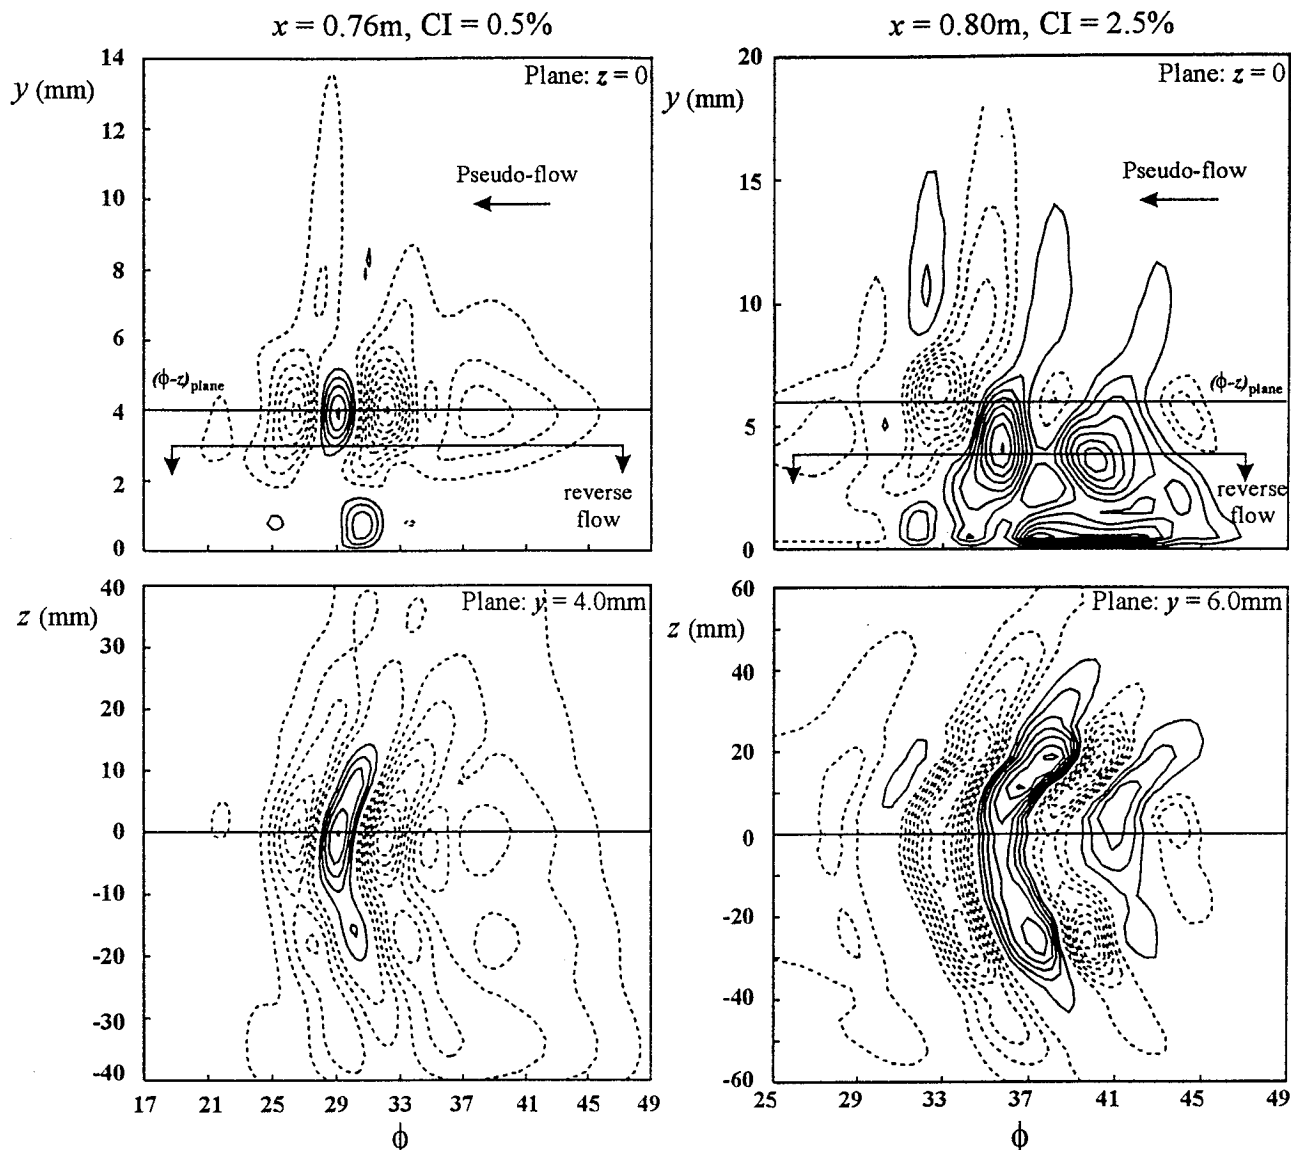 x = 0.76m, CI = 0.5%
x = 0.80m, CI = 2.5%
14
12
10
8
6
4
2
0
y (mm)
Plane: z = 0
Pseudo-flow
(ϕ-z)plane
reverse
flow
20
15
10
5
0
y (mm)
Plane: z = 0
Pseudo-flow
(ϕ-z)plane
reverse
flow
40
30
20
10
0
-10
-20
-30
-40
z (mm)
Plane: y = 4.0mm
17 21 25 29 33 37 41 45 49
ϕ
60
40
20
0
-20
-40
-60
z (mm)
Plane: y = 6.0mm
25 29 33 37 41 45 49
ϕ